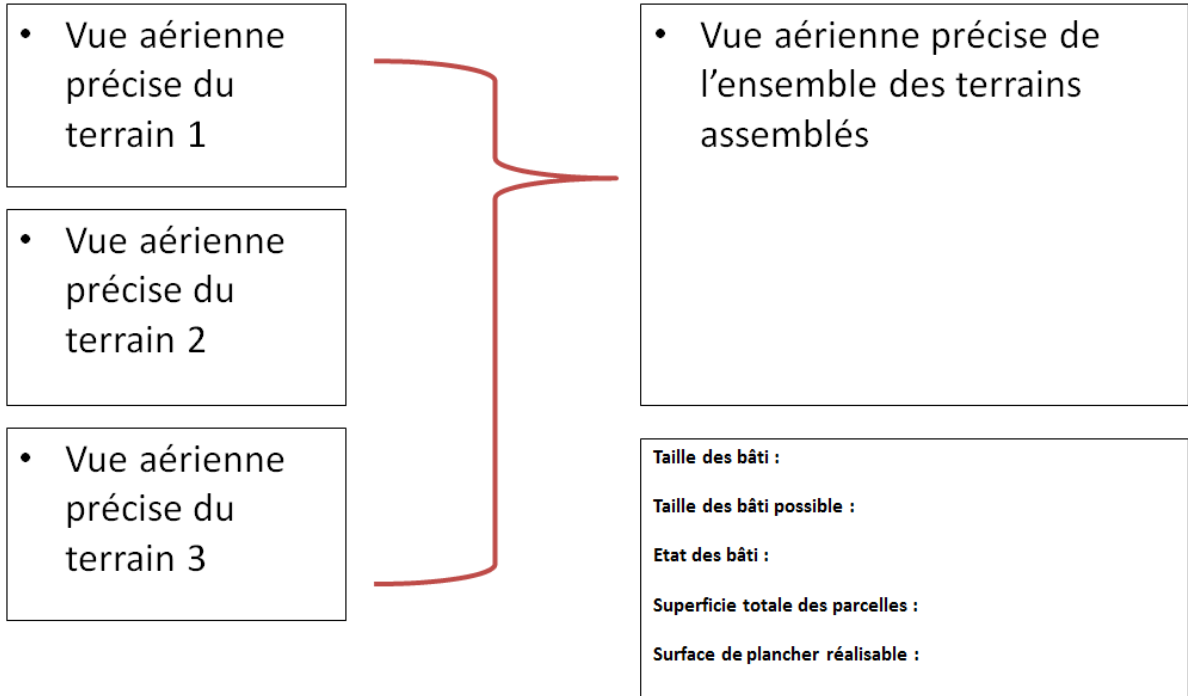 • Vue aérienne
précise du
terrain 1
• Vue aérienne
précise du
terrain 2
• Vue aérienne
précise du
terrain 3
• Vue aérienne précise de
l’ensemble des terrains
assemblés
Taille des bâti :
Taille des bâti possible :
Etat des bâti :
Superficie totale des parcelles :
Surface de plancher réalisable :